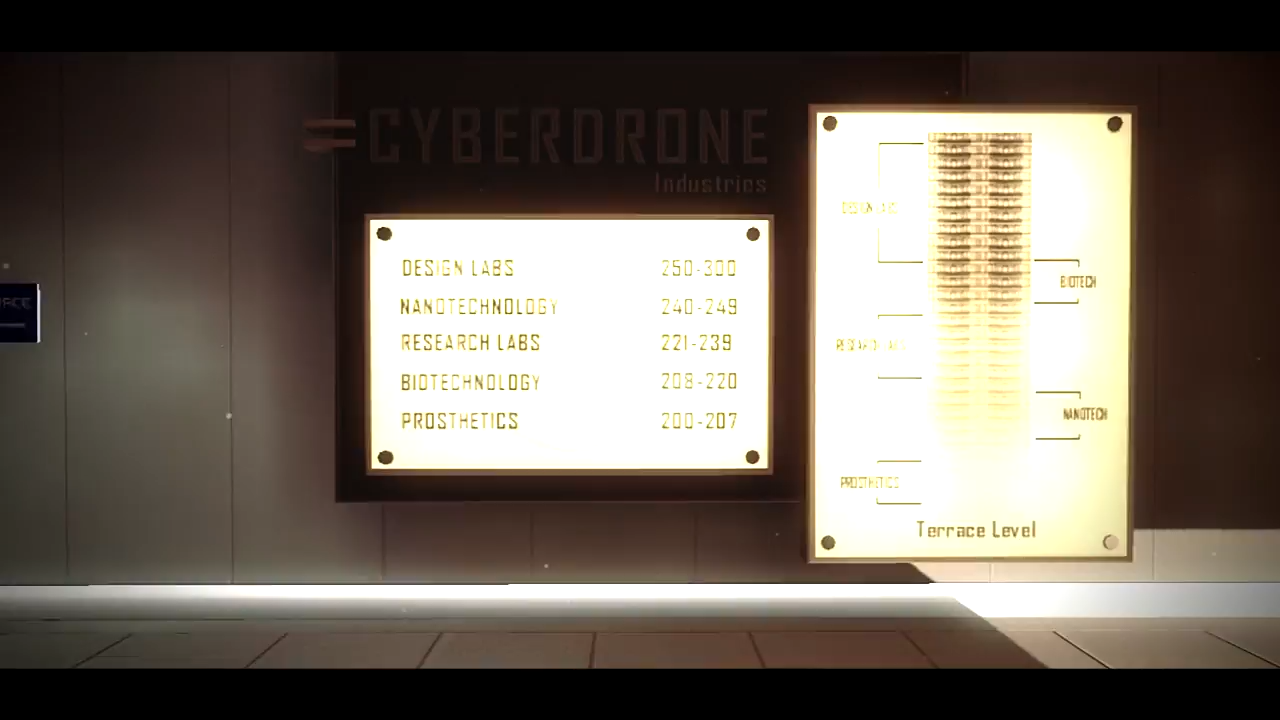 CYBERDRONE
Industries
DESIGN LABS 250-300
NANOTECHNOLOGY 240-249
RESEARCH LABS 221-239
BIOTECHNOLOGY 208-220
PROSTHETICS 200-207
DESIGN LABS
BIOTECH
RESEARCH LABS
NANOTECH
PROSTHETICS
Terrace Level